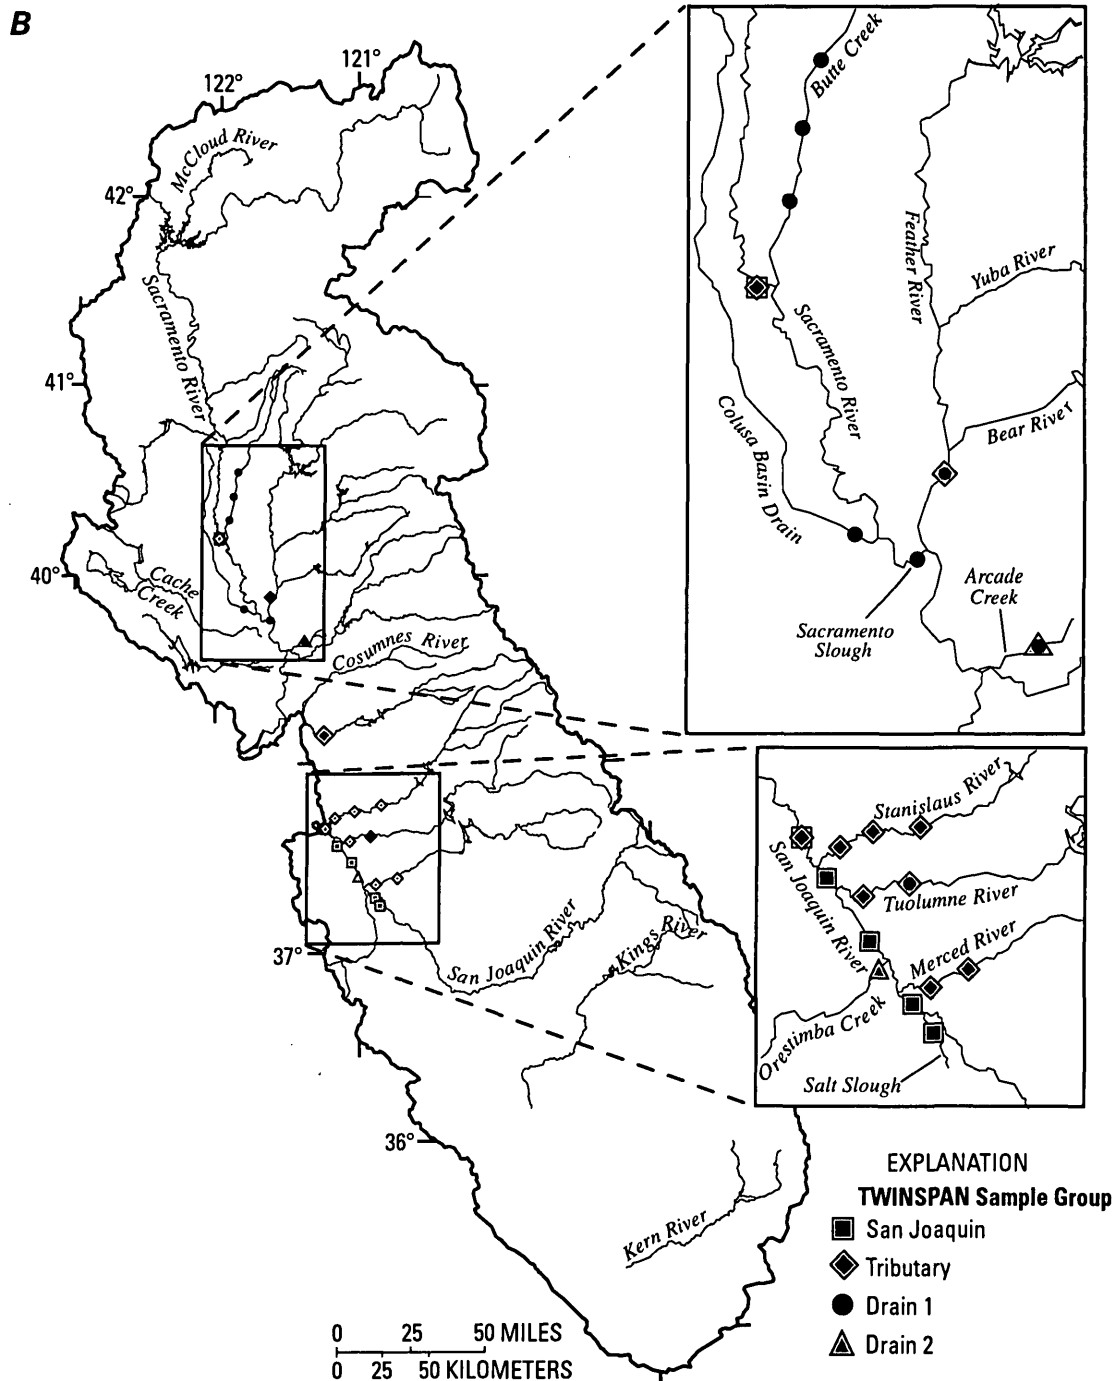 B
121°
122°
McCloud River
42°
Sacramento River
41°
40°
Cache
Creek
Cosumnes River
37°
San Joaquin River
Kings River
36°
Kern River
Butte Creek
Feather River
Yuba River
Sacramento River
Bear River
Colusa Basin Drain
Arcade
Creek
Sacramento
Slough
Stanislaus River
San Joaquin River
Tuolumne River
Merced River
Orestimba Creek
Salt Slough
EXPLANATION
TWINSPAN Sample Group
San Joaquin
Tributary
Drain 1
Drain 2
0 25 50 MILES
0 25 50 KILOMETERS